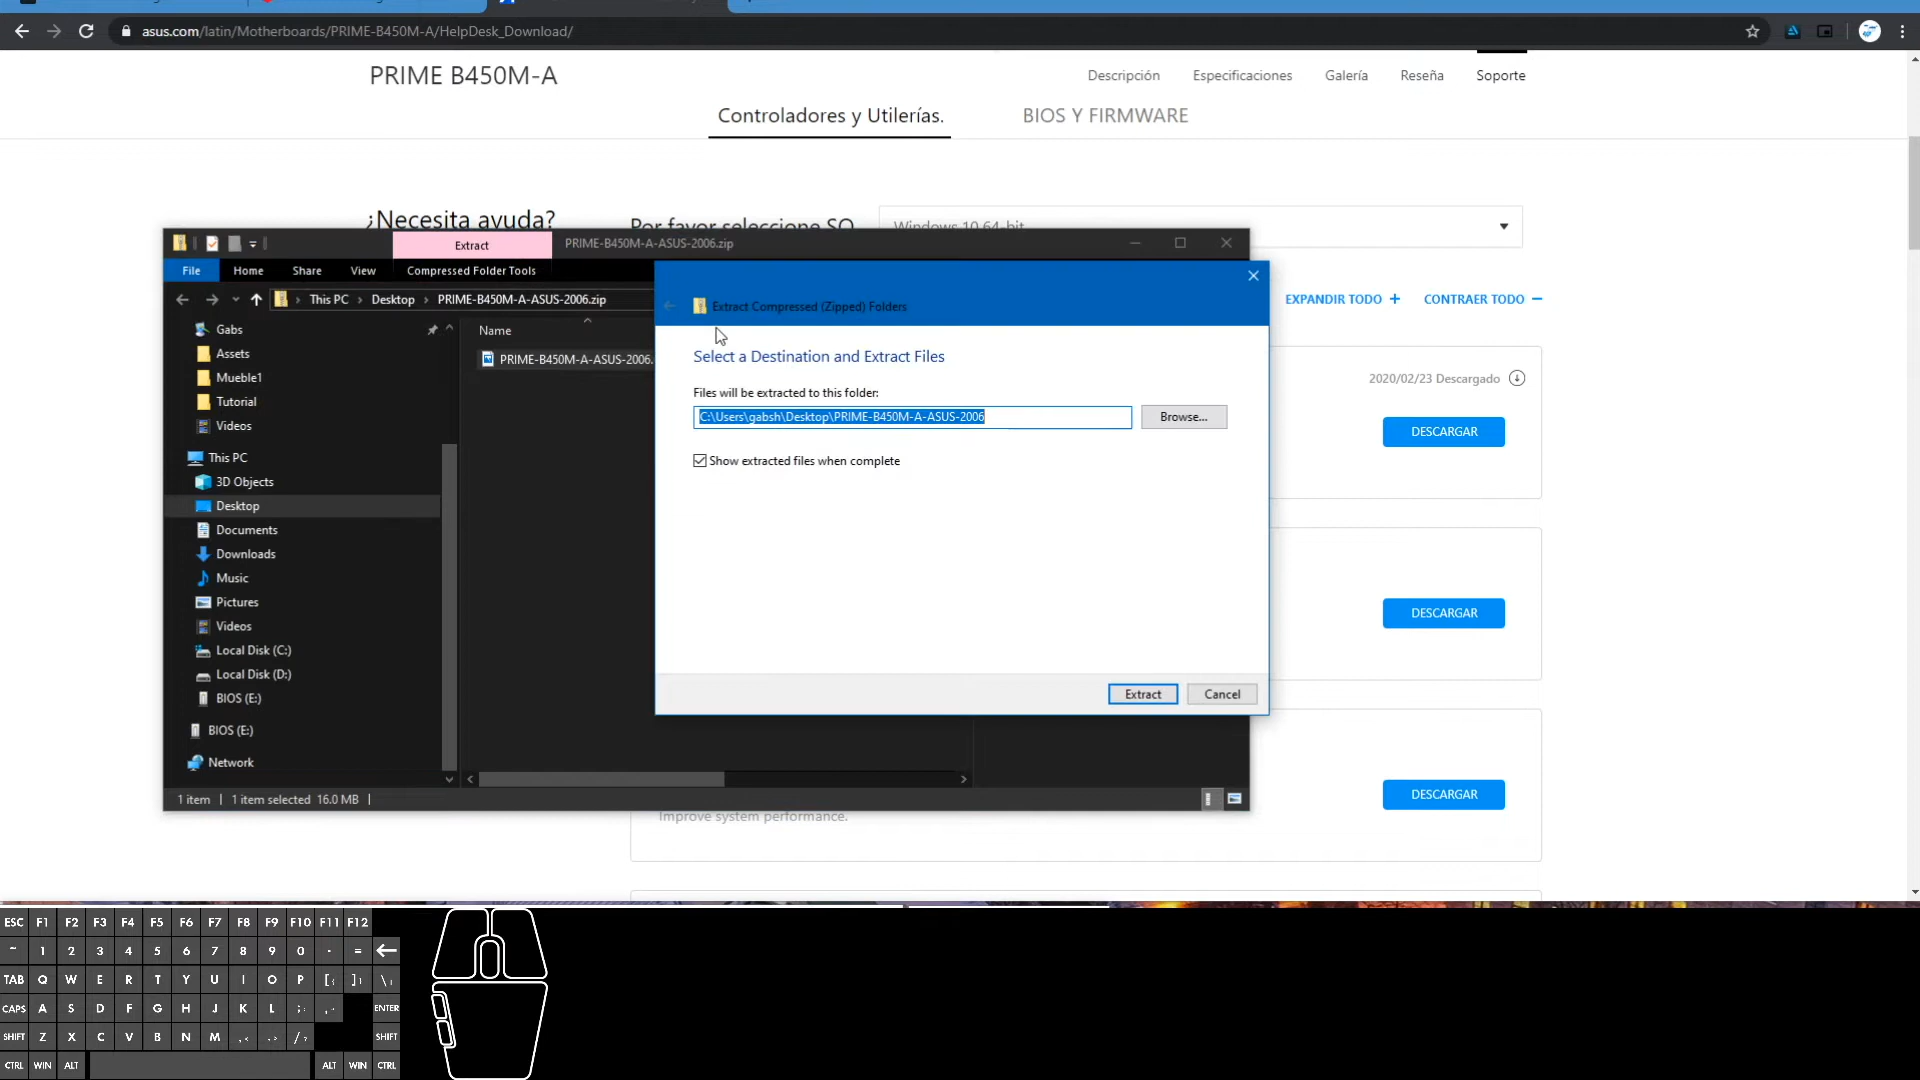 asus.com/latin/Motherboards/PRIME-B450M-A/HelpDesk_Download/
PRIME B450M-A
Descripción Especificaciones Galería Reseña Soporte
Controladores y Utilerías. BIOS Y FIRMWARE
¿Necesita ayuda?
Por favor seleccione SO
Windows 10 64-bit
EXPANDIR TODO +
CONTRAER TODO −
2020/02/23 Descargado
DESCARGAR
DESCARGAR
DESCARGAR
Improve system performance.
Extract PRIME-B450M-A-ASUS-2006.zip
File Home Share View Compressed Folder Tools
This PC > Desktop > PRIME-B450M-A-ASUS-2006.zip
Gabs
Assets
Mueble1
Tutorial
Videos
This PC
3D Objects
Desktop
Documents
Downloads
Music
Pictures
Videos
Local Disk (C:)
Local Disk (D:)
BIOS (E:)
BIOS (E:)
Network
Name
PRIME-B450M-A-ASUS-2006.
1 item 1 item selected 16.0 MB
Extract Compressed (Zipped) Folders
Select a Destination and Extract Files
Files will be extracted to this folder:
C:\Users\gabsh\Desktop\PRIME-B450M-A-ASUS-2006
Browse...
Show extracted files when complete
Extract Cancel
ESC F1 F2 F3 F4 F5 F6 F7 F8 F9 F10 F11 F12
~ 1 2 3 4 5 6 7 8 9 0 - =
TAB Q W E R T Y U I O P [{ ]} \|
CAPS A S D F G H J K L ;: ENTER
SHIFT Z X C V B N M ,< .> /? SHIFT
CTRL WIN ALT ALT WIN CTRL